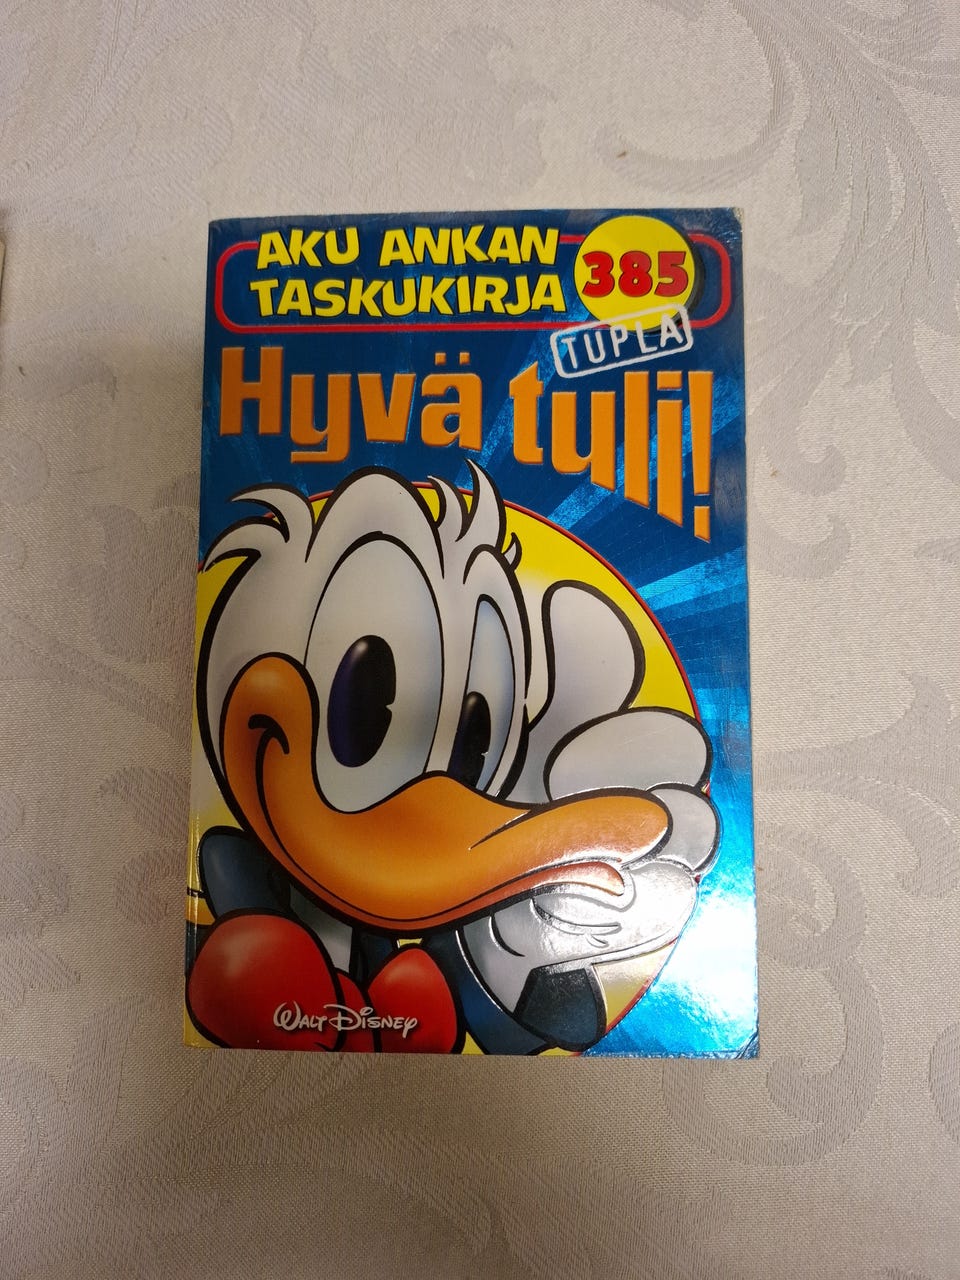 AKU ANKAN
TASKUKIRJA
385
TUPLA
Hyvä tuli!
WALT DISNEY